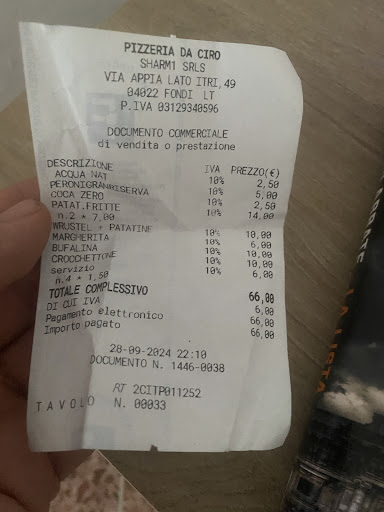 PIZZERIA DA CIRO
SHARM1 SRLS
VIA APPIA LATO ITRI,49
04022 FONDI LT
P.IVA 03129340596
DOCUMENTO COMMERCIALE
di vendita o prestazione
DESCRIZIONE IVA PREZZO(€)
ACQUA NAT 10% 2,50
PERONIGRANRISERVA 10% 5,00
COCA ZERO 10% 2,50
PATAT.FRITTE 10% 14,00
n.2 * 7,00
WRUSTEL + PATATINE 10% 10,00
MARGHERITA 10% 6,00
BUFALINA 10% 10,00
CROCCHETTONE 10% 10,00
servizio 10% 6,00
n.4 * 1,50
TOTALE COMPLESSIVO 66,00
DI CUI IVA 6,00
Pagamento elettronico 66,00
Importo pagato 66,00
28-09-2024 22:10
DOCUMENTO N. 1446-0038
RT 2CITP011252
TAVOLO N. 00033
LA LISTA